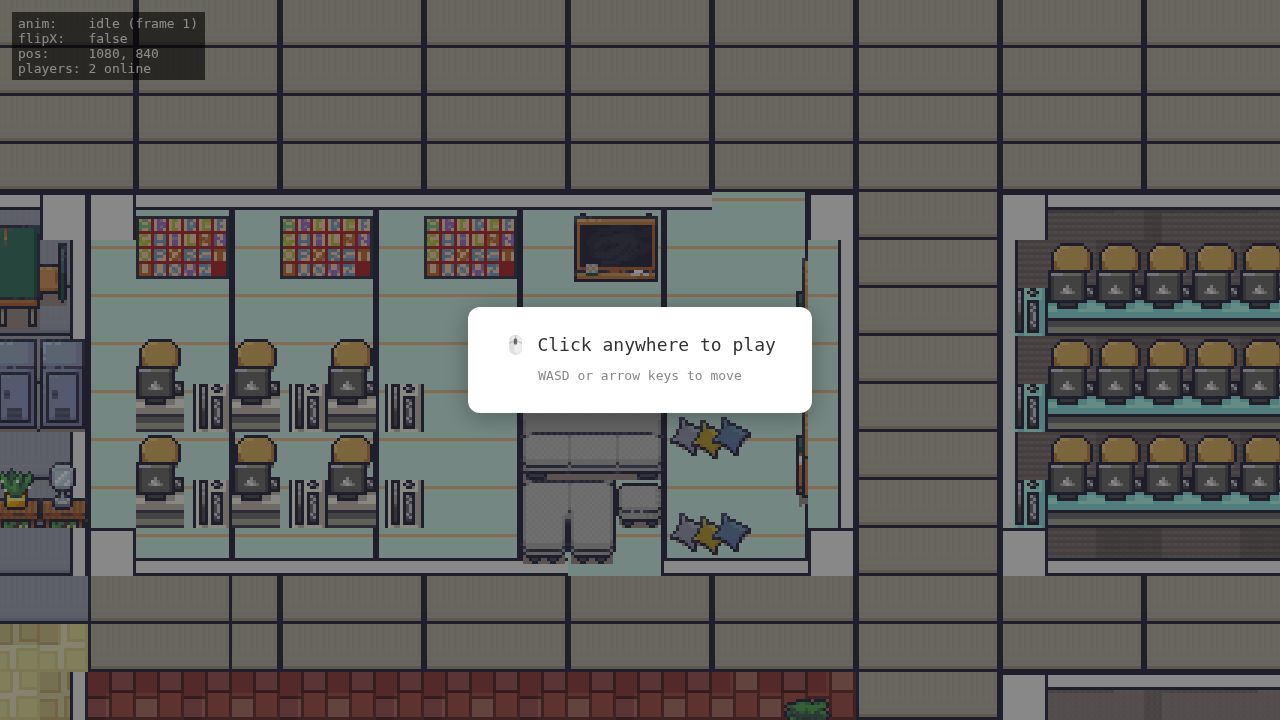 anim:    idle (frame 1)
flipX:   false
pos:     1080, 840
players: 2 online
Click anywhere to play
WASD or arrow keys to move